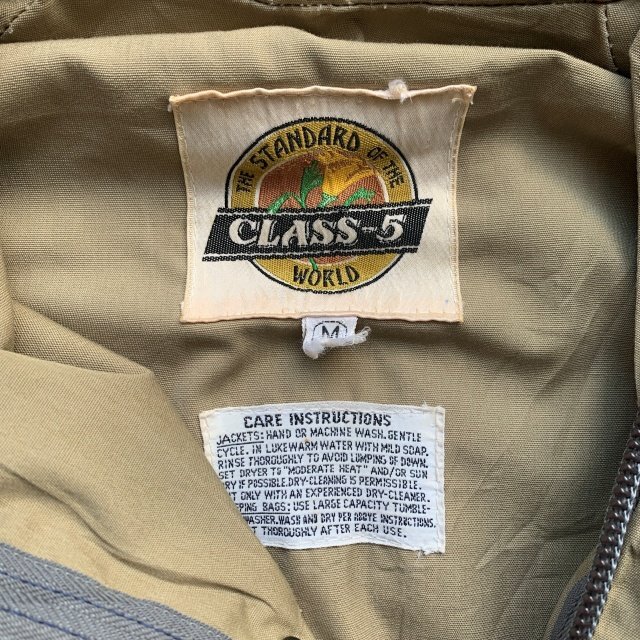 THE STANDARD OF THE
CLASS-5
WORLD
M
CARE INSTRUCTIONS
JACKETS: HAND OR MACHINE WASH. GENTLE
CYCLE. IN LUKEWARM WATER WITH MILD SOAP.
RINSE THOROUGHLY TO AVOID LUMPING OF DOWN.
SET DRYER TO "MODERATE HEAT" AND/OR SUN
RY IF POSSIBLE. DRY-CLEANING IS PERMISSIBLE.
UT ONLY WITH AN EXPERIENCED DRY-CLEANER.
EPING BAGS: USE LARGE CAPACITY TUMBLE-
WASHER. WASH AND DRY PER ABOVE INSTRUCTIONS.
T THOROUGHLY AFTER EACH USE.